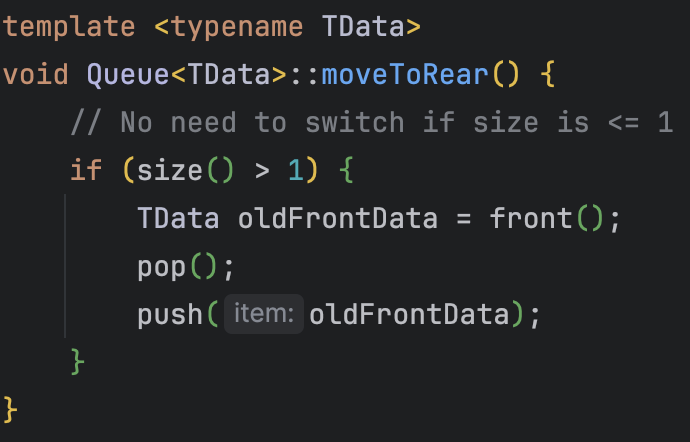 template <typename TData>
void Queue<TData>::moveToRear() {
    // No need to switch if size is <= 1
    if (size() > 1) {
        TData oldFrontData = front();
        pop();
        push( item: oldFrontData);
    }
}